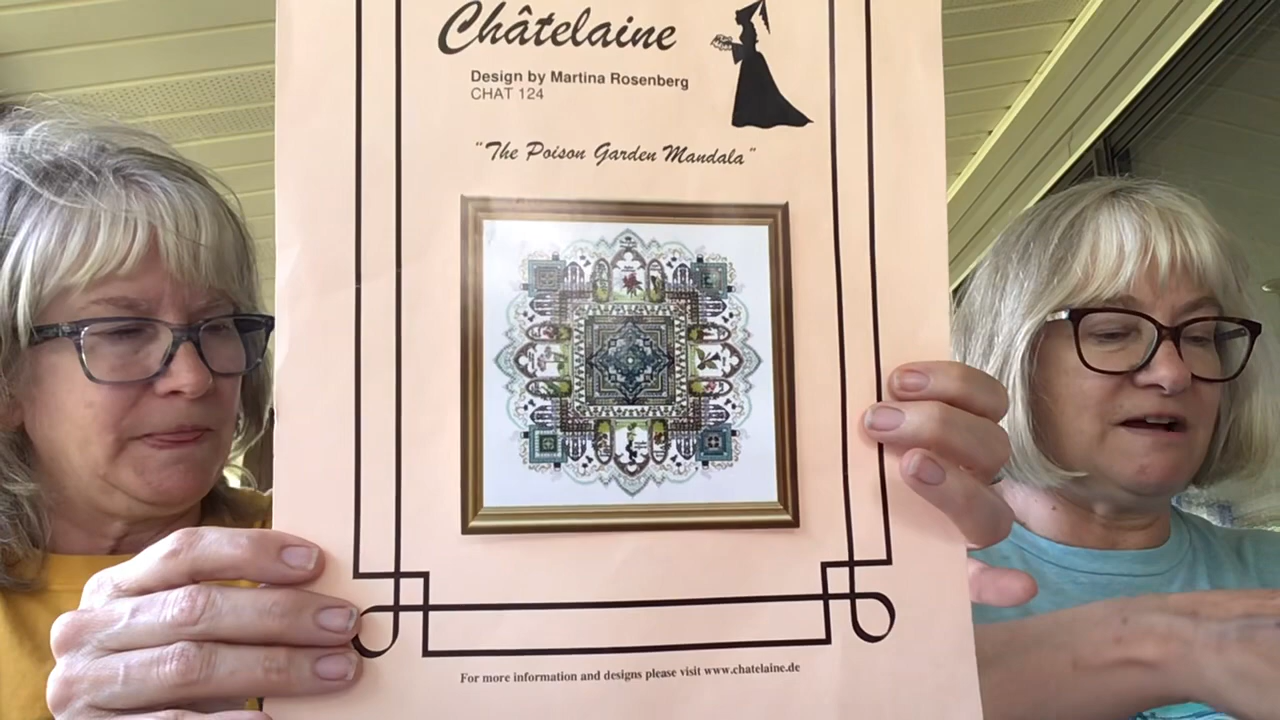 Châtelaine
Design by Martina Rosenberg
CHAT 124
"The Poison Garden Mandala"
For more information and designs please visit www.chatelaine.de